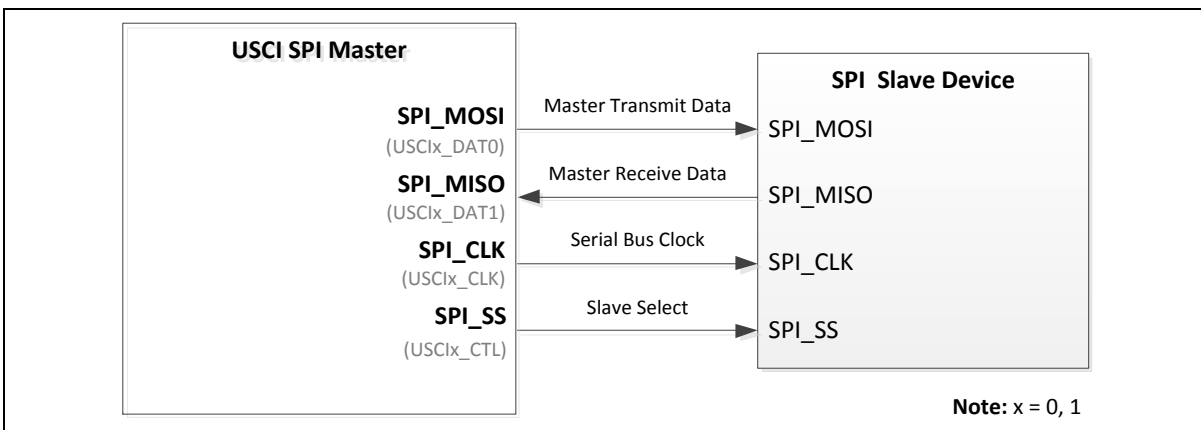 USCI SPI Master
SPI_MOSI
(USCIx_DAT0)
SPI_MISO
(USCIx_DAT1)
SPI_CLK
(USCIx_CLK)
SPI_SS
(USCIx_CTL)
Master Transmit Data
Master Receive Data
Serial Bus Clock
Slave Select
SPI Slave Device
SPI_MOSI
SPI_MISO
SPI_CLK
SPI_SS
Note: x = 0, 1